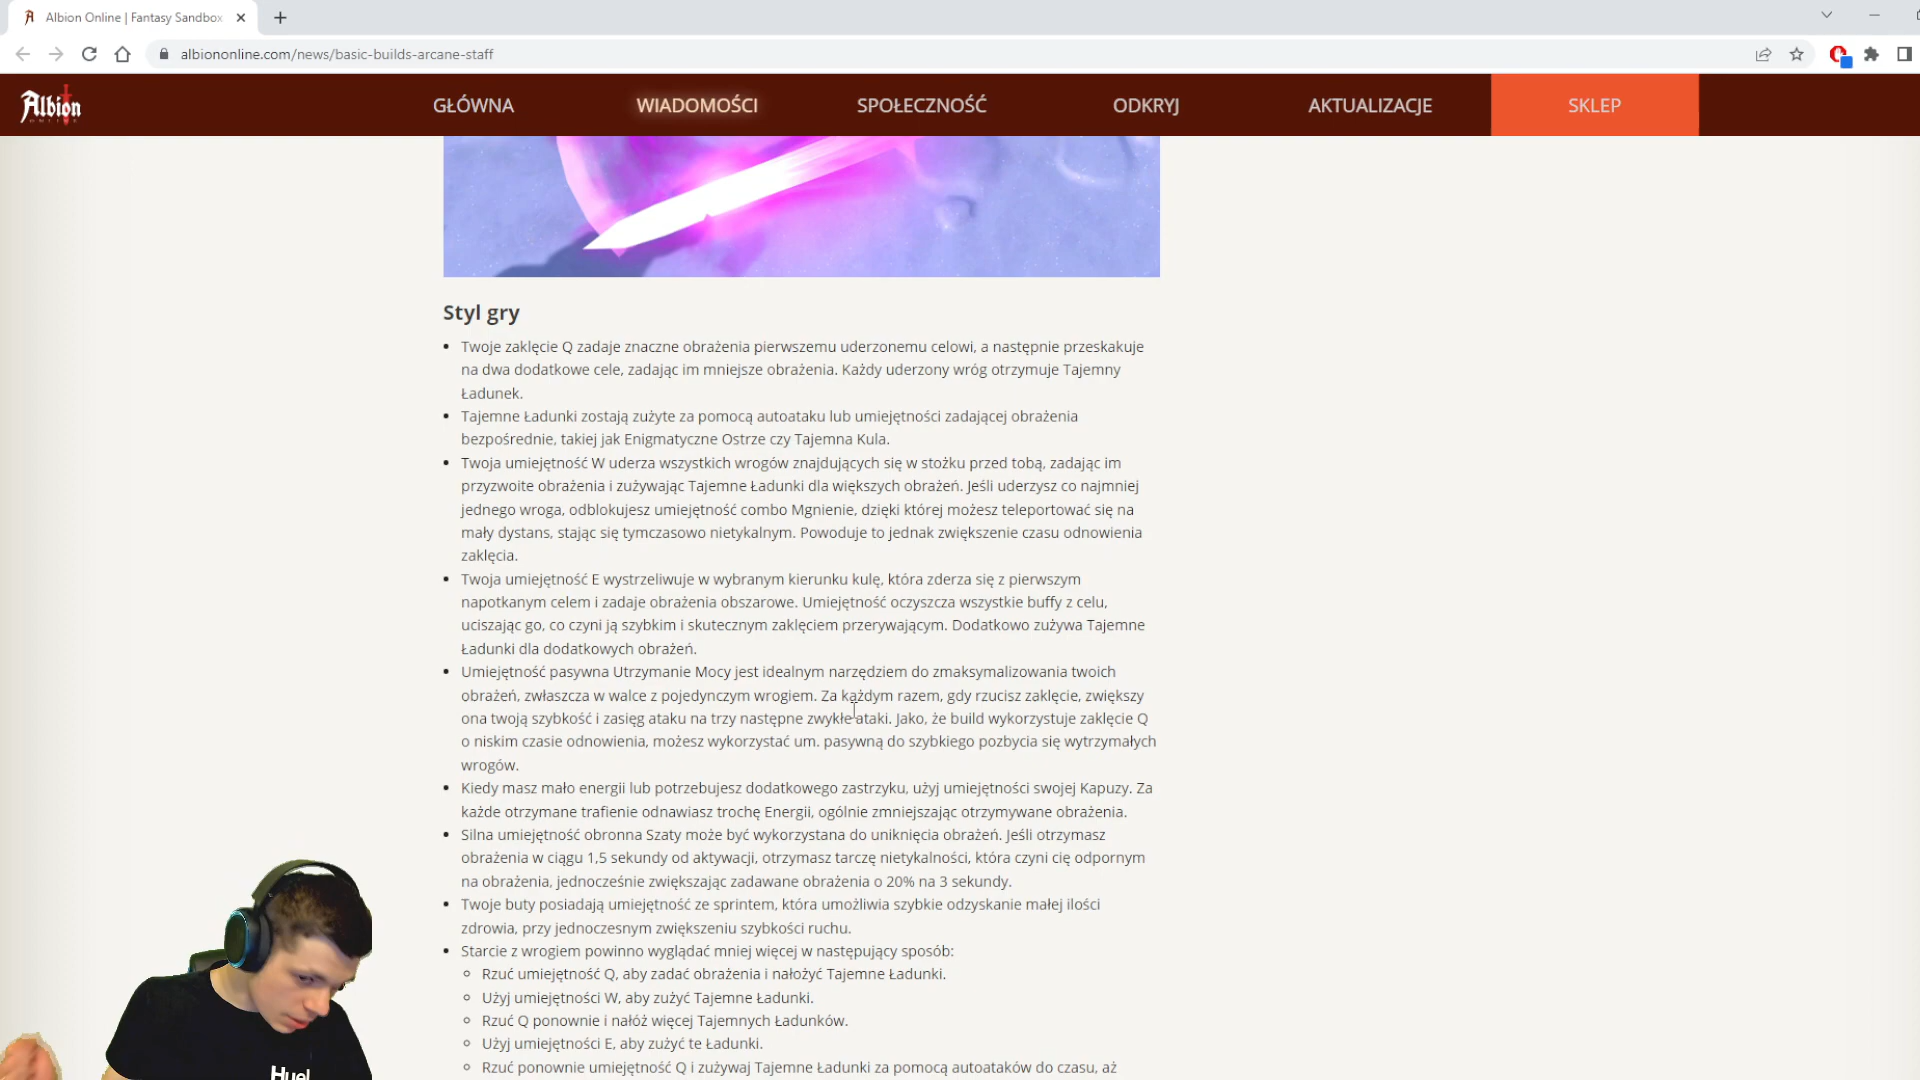 Albion Online | Fantasy Sandbox
albiononline.com/news/basic-builds-arcane-staff
Albion
ONLINE
GŁÓWNA
WIADOMOŚCI
SPOŁECZNOŚĆ
ODKRYJ
AKTUALIZACJE
SKLEP
Styl gry
Twoje zaklęcie Q zadaje znaczne obrażenia pierwszemu uderzonemu celowi, a następnie przeskakuje
na dwa dodatkowe cele, zadając im mniejsze obrażenia. Każdy uderzony wróg otrzymuje Tajemny
Ładunek.
Tajemne Ładunki zostają zużyte za pomocą autoataku lub umiejętności zadającej obrażenia
bezpośrednie, takiej jak Enigmatyczne Ostrze czy Tajemna Kula.
Twoja umiejętność W uderza wszystkich wrogów znajdujących się w stożku przed tobą, zadając im
przyzwoite obrażenia i zużywając Tajemne Ładunki dla większych obrażeń. Jeśli uderzysz co najmniej
jednego wroga, odblokujesz umiejętność combo Mgnienie, dzięki której możesz teleportować się na
mały dystans, stając się tymczasowo nietykalnym. Powoduje to jednak zwiększenie czasu odnowienia
zaklęcia.
Twoja umiejętność E wystrzeliwuje w wybranym kierunku kulę, która zderza się z pierwszym
napotkanym celem i zadaje obrażenia obszarowe. Umiejętność oczyszcza wszystkie buffy z celu,
uciszając go, co czyni ją szybkim i skutecznym zaklęciem przerywającym. Dodatkowo zużywa Tajemne
Ładunki dla dodatkowych obrażeń.
Umiejętność pasywna Utrzymanie Mocy jest idealnym narzędziem do zmaksymalizowania twoich
obrażeń, zwłaszcza w walce z pojedynczym wrogiem. Za każdym razem, gdy rzucisz zaklęcie, zwiększy
ona twoją szybkość i zasięg ataku na trzy następne zwykłe ataki. Jako, że build wykorzystuje zaklęcie Q
o niskim czasie odnowienia, możesz wykorzystać um. pasywną do szybkiego pozbycia się wytrzymałych
wrogów.
Kiedy masz mało energii lub potrzebujesz dodatkowego zastrzyku, użyj umiejętności swojej Kapuzy. Za
każde otrzymane trafienie odnawiasz trochę Energii, ogólnie zmniejszając otrzymywane obrażenia.
Silna umiejętność obronna Szaty może być wykorzystana do uniknięcia obrażeń. Jeśli otrzymasz
obrażenia w ciągu 1,5 sekundy od aktywacji, otrzymasz tarczę nietykalności, która czyni cię odpornym
na obrażenia, jednocześnie zwiększając zadawane obrażenia o 20% na 3 sekundy.
Twoje buty posiadają umiejętność ze sprintem, która umożliwia szybkie odzyskanie małej ilości
zdrowia, przy jednoczesnym zwiększeniu szybkości ruchu.
Starcie z wrogiem powinno wyglądać mniej więcej w następujący sposób:
Rzuć umiejętność Q, aby zadać obrażenia i nałożyć Tajemne Ładunki.
Użyj umiejętności W, aby zużyć Tajemne Ładunki.
Rzuć Q ponownie i nałóż więcej Tajemnych Ładunków.
Użyj umiejętności E, aby zużyć te Ładunki.
Rzuć ponownie umiejętność Q i zużywaj Tajemne Ładunki za pomocą autoataków do czasu, aż
Huel